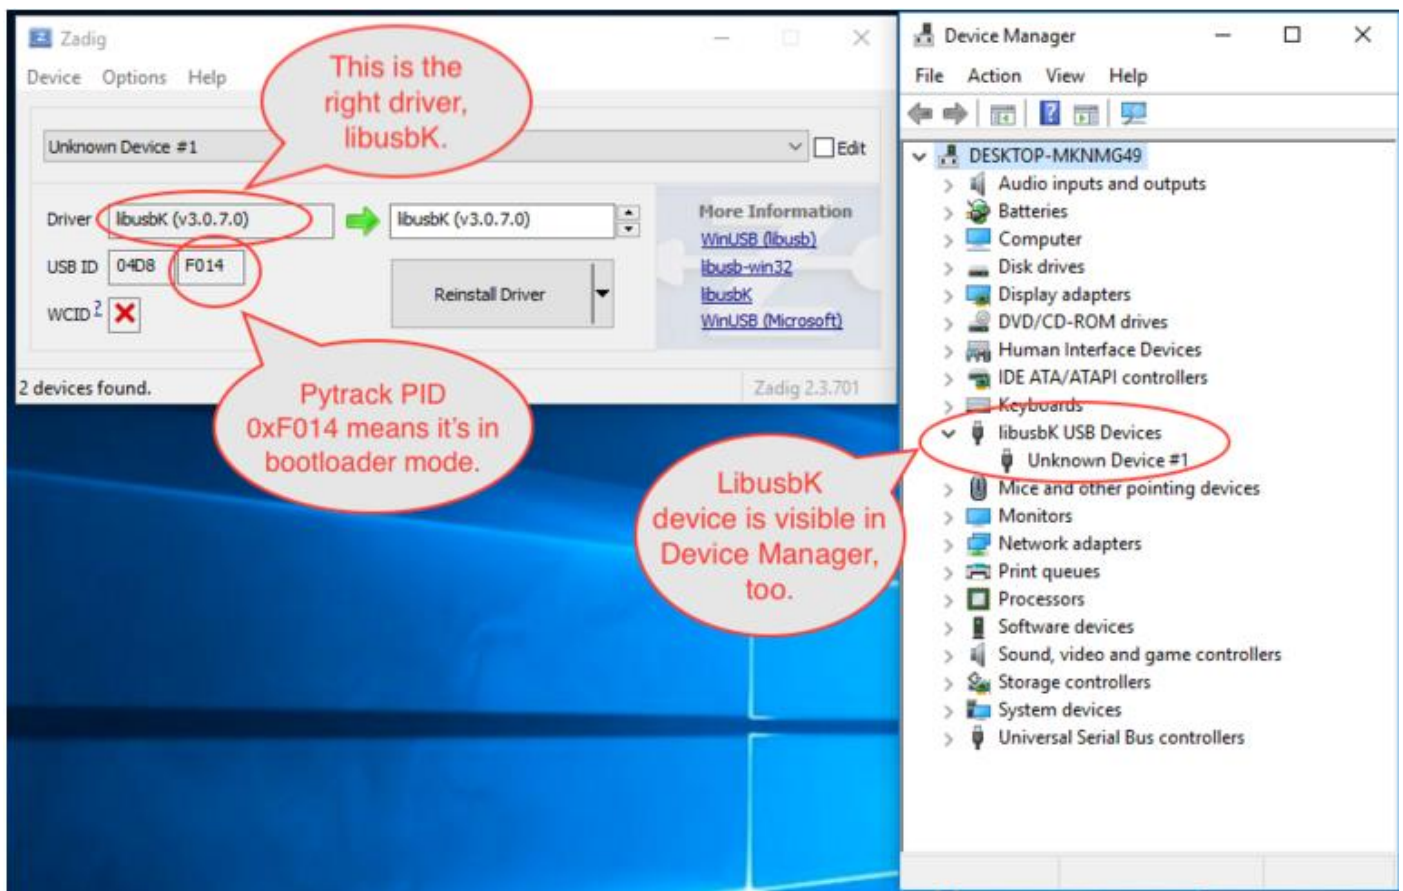 Zadig
Device Options Help
This is the
right driver,
libusbK.
Unknown Device #1
Edit
Driver libusbK (v3.0.7.0) libusbK (v3.0.7.0)
USB ID 04D8 F014
WCID ?
Reinstall Driver
More Information
WinUSB (libusb)
libusb-win32
libusbK
WinUSB (Microsoft)
2 devices found.
Zadig 2.3.701
Pytrack PID
0xF014 means it's in
bootloader mode.
LibusbK
device is visible in
Device Manager,
too.
Device Manager
File Action View Help
DESKTOP-MKNMG49
Audio inputs and outputs
Batteries
Computer
Disk drives
Display adapters
DVD/CD-ROM drives
Human Interface Devices
IDE ATA/ATAPI controllers
Keyboards
libusbK USB Devices
Unknown Device #1
Mice and other pointing devices
Monitors
Network adapters
Print queues
Processors
Software devices
Sound, video and game controllers
Storage controllers
System devices
Universal Serial Bus controllers